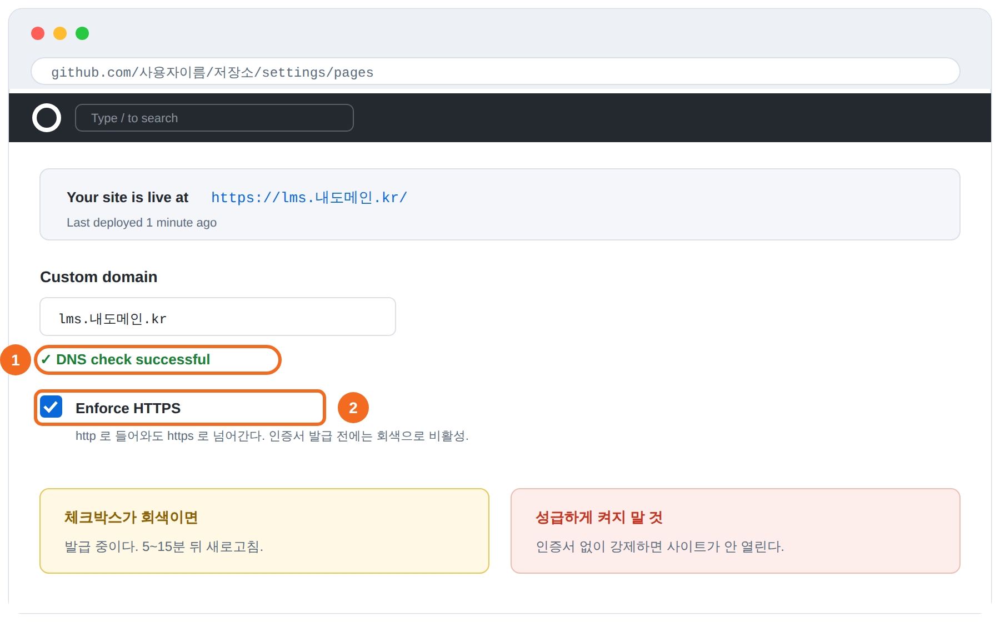 github.com/사용자이름/저장소/settings/pages
Type / to search
Your site is live at https://lms.내도메인.kr/
Last deployed 1 minute ago
Custom domain
lms.내도메인.kr
1 ✓ DNS check successful
Enforce HTTPS 2
http 로 들어와도 https 로 넘어간다. 인증서 발급 전에는 회색으로 비활성.
체크박스가 회색이면
발급 중이다. 5~15분 뒤 새로고침.
성급하게 켜지 말 것
인증서 없이 강제하면 사이트가 안 열린다.